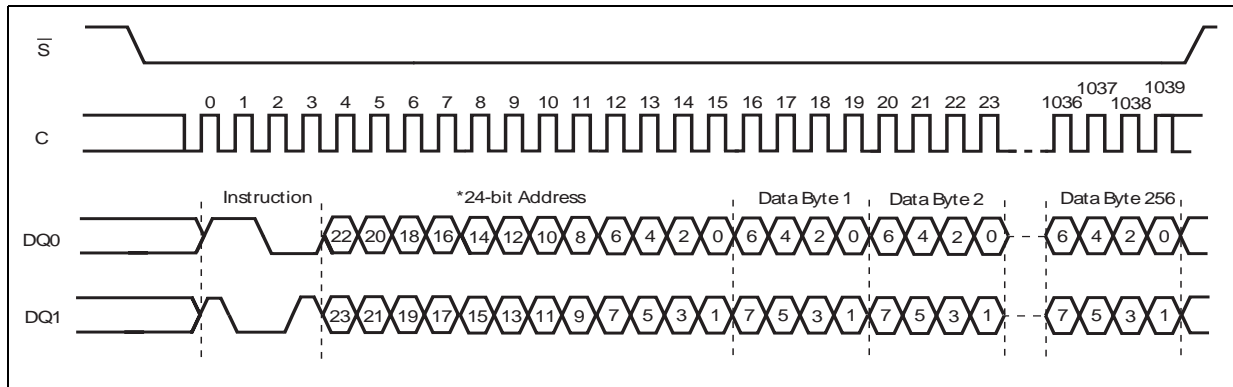 S
0 1 2 3 4 5 6 7 8 9 10 11 12 13 14 15 16 17 18 19 20 21 22 23 1036 1037 1038 1039
C
Instruction *24-bit Address Data Byte 1 Data Byte 2 Data Byte 256
DQ0 22 20 18 16 14 12 10 8 6 4 2 0 6 4 2 0 6 4 2 0 6 4 2 0
DQ1 23 21 19 17 15 13 11 9 7 5 3 1 7 5 3 1 7 5 3 1 7 5 3 1